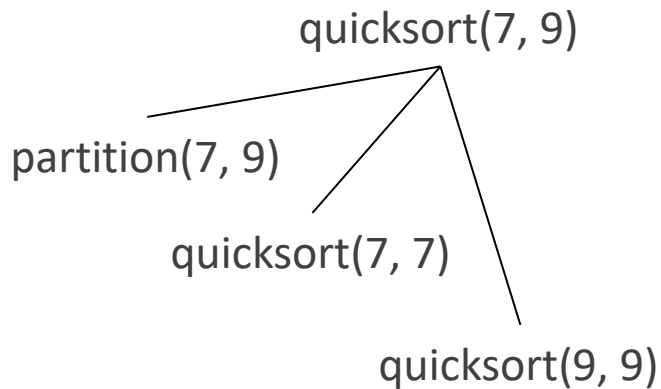 quicksort(7, 9)
partition(7, 9)
quicksort(7, 7)
quicksort(9, 9)